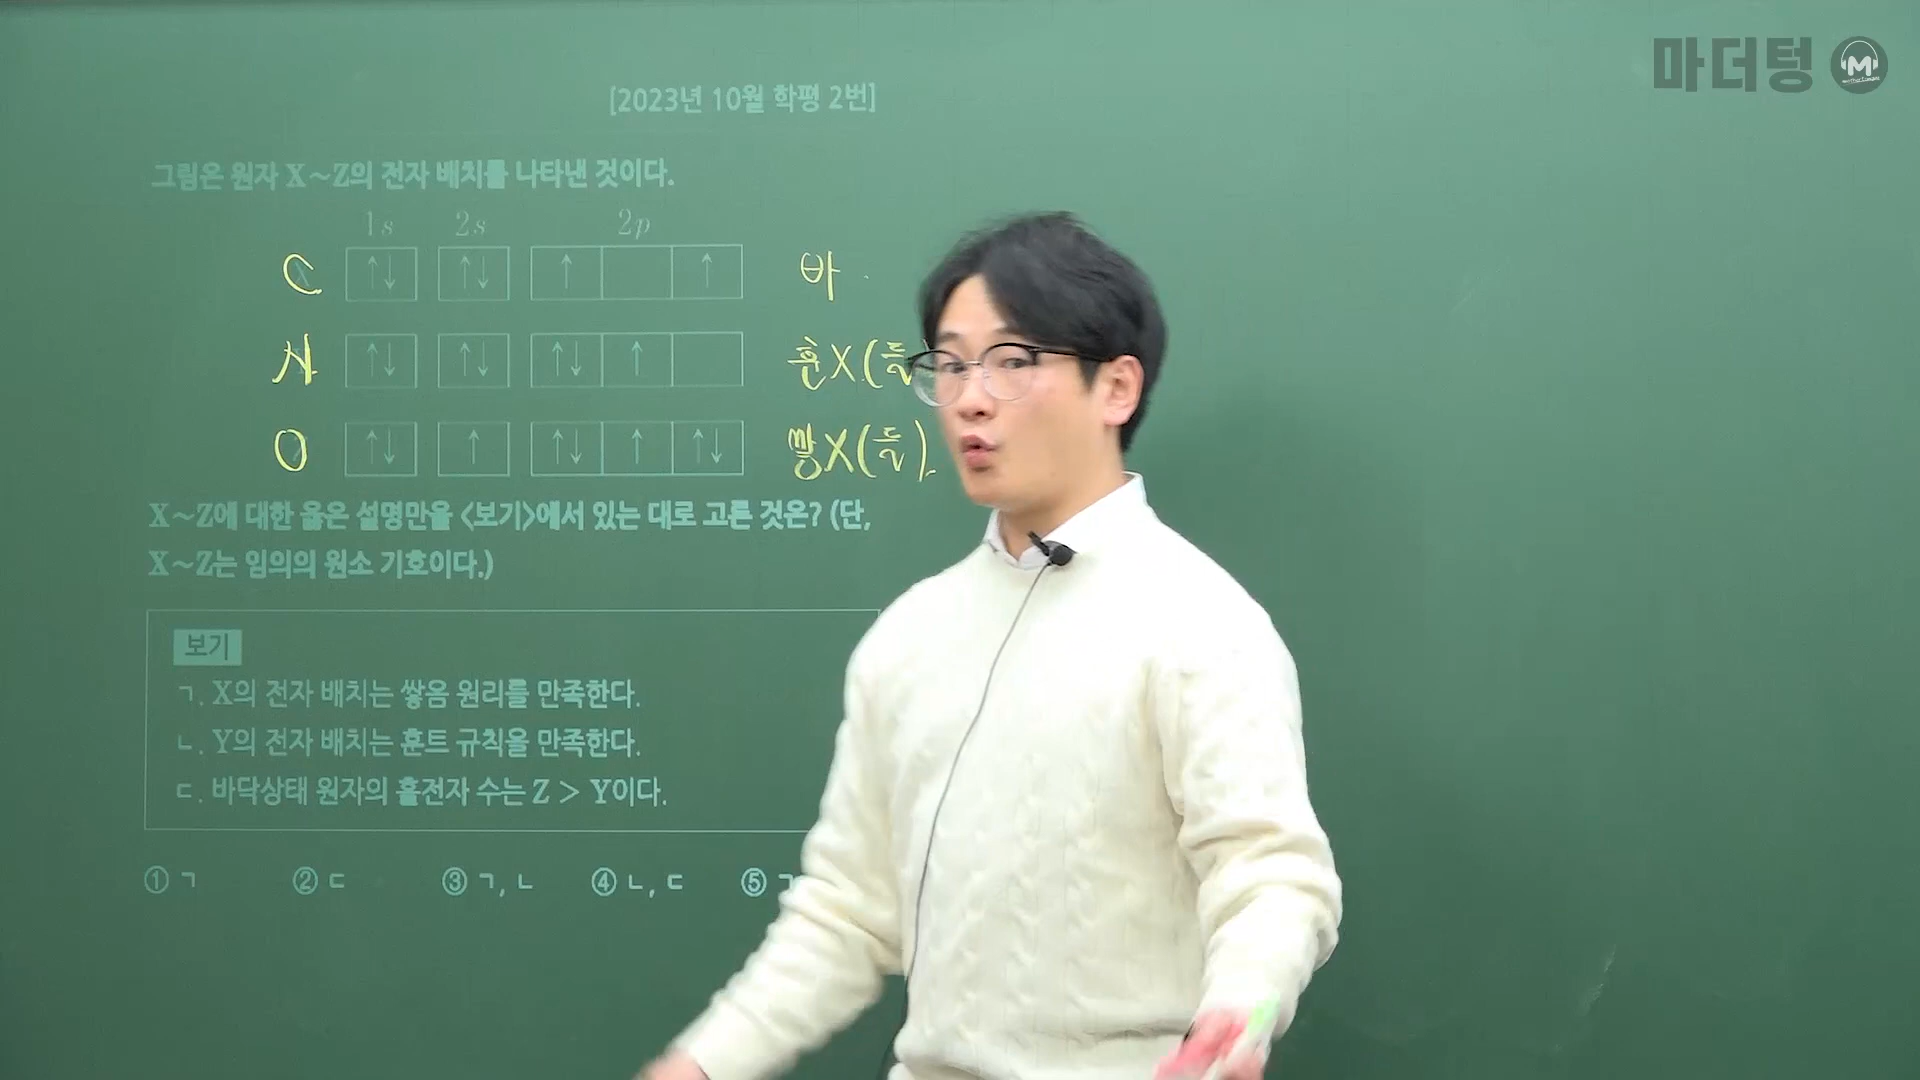 마더텅 M
[2023년 10월 학평 2번]
그림은 원자 X~Z의 전자 배치를 나타낸 것이다.
1s 2s 2p
C ↑↓ ↑↓ ↑ ↑ 바
N ↑↓ ↑↓ ↑↓ ↑ 훈X(들
O ↑↓ ↑ ↑↓ ↑ ↑↓ 쌓X(들)
X~Z에 대한 옳은 설명만을 <보기>에서 있는 대로 고른 것은? (단,
X~Z는 임의의 원소 기호이다.)
보기
ㄱ. X의 전자 배치는 쌓음 원리를 만족한다.
ㄴ. Y의 전자 배치는 훈트 규칙을 만족한다.
ㄷ. 바닥상태 원자의 홀전자 수는 Z > Y이다.
① ㄱ ② ㄷ ③ ㄱ, ㄴ ④ ㄴ, ㄷ ⑤